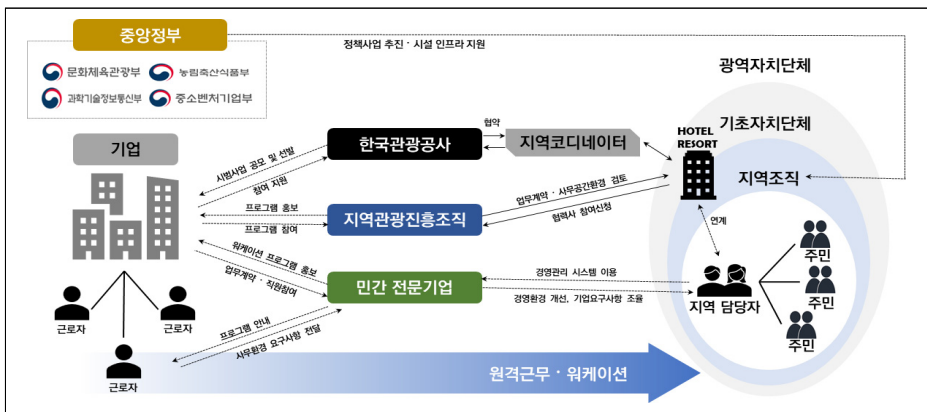 중앙정부
문화체육관광부
농림축산식품부
과학기술정보통신부
중소벤처기업부
정책사업 추진 · 시설 인프라 지원
광역자치단체
기초자치단체
지역조직
기업
시범사업 공모 및 선발
참여 지원
한국관광공사
협약
지역코디네이터
HOTEL
RESORT
프로그램 홍보
프로그램 참여
지역관광진흥조직
업무계약 · 사무공간환경 검토
협력사 참여신청
연계
워케이션 프로그램 홍보
업무계약 · 직원참여
민간 전문기업
경영관리 시스템 이용
경영환경 개선, 기업요구사항 조율
지역 담당자
주민
주민
주민
근로자
근로자
근로자
프로그램 안내
사무환경 요구사항 전달
원격근무 · 워케이션